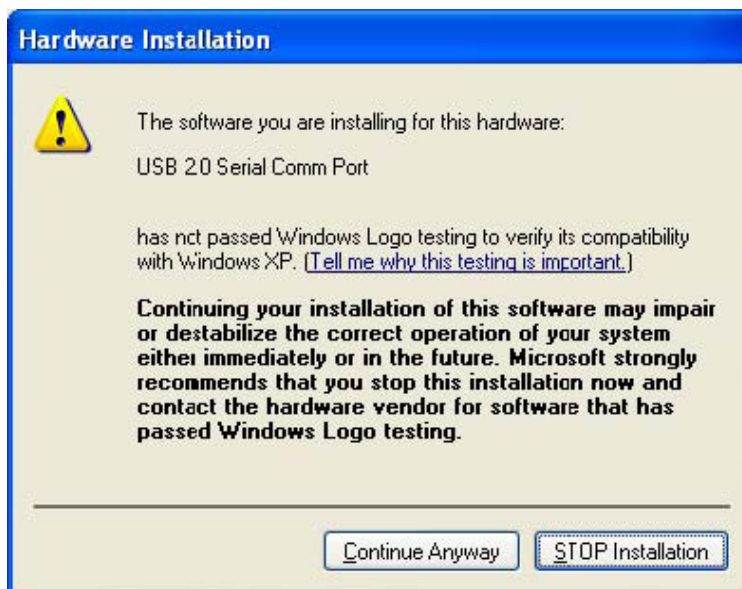 Hardware Installation
The software you are installing for this hardware:
USB 2.0 Serial Comm Port
has not passed Windows Logo testing to verify its compatibility
with Windows XP. (Tell me why this testing is important.)
Continuing your installation of this software may impair
or destabilize the correct operation of your system
either immediately or in the future. Microsoft strongly
recommends that you stop this installation now and
contact the hardware vendor for software that has
passed Windows Logo testing.
Continue Anyway
STOP Installation